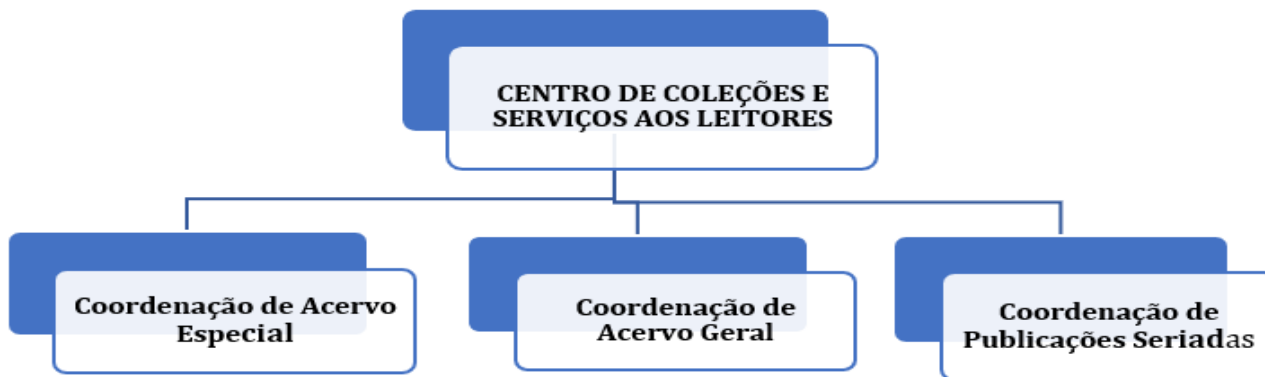 CENTRO DE COLEÇÕES E
SERVIÇOS AOS LEITORES
Coordenação de Acervo
Especial
Coordenação de
Acervo Geral
Coordenação de
Publicações Seriadas